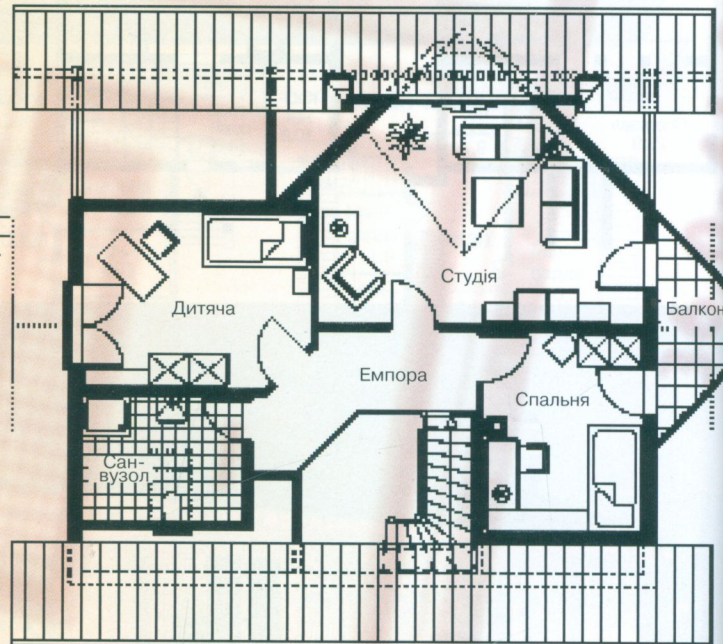 Студія
Балкон
Дитяча
Емпора
Спальня
Сан-
вузол